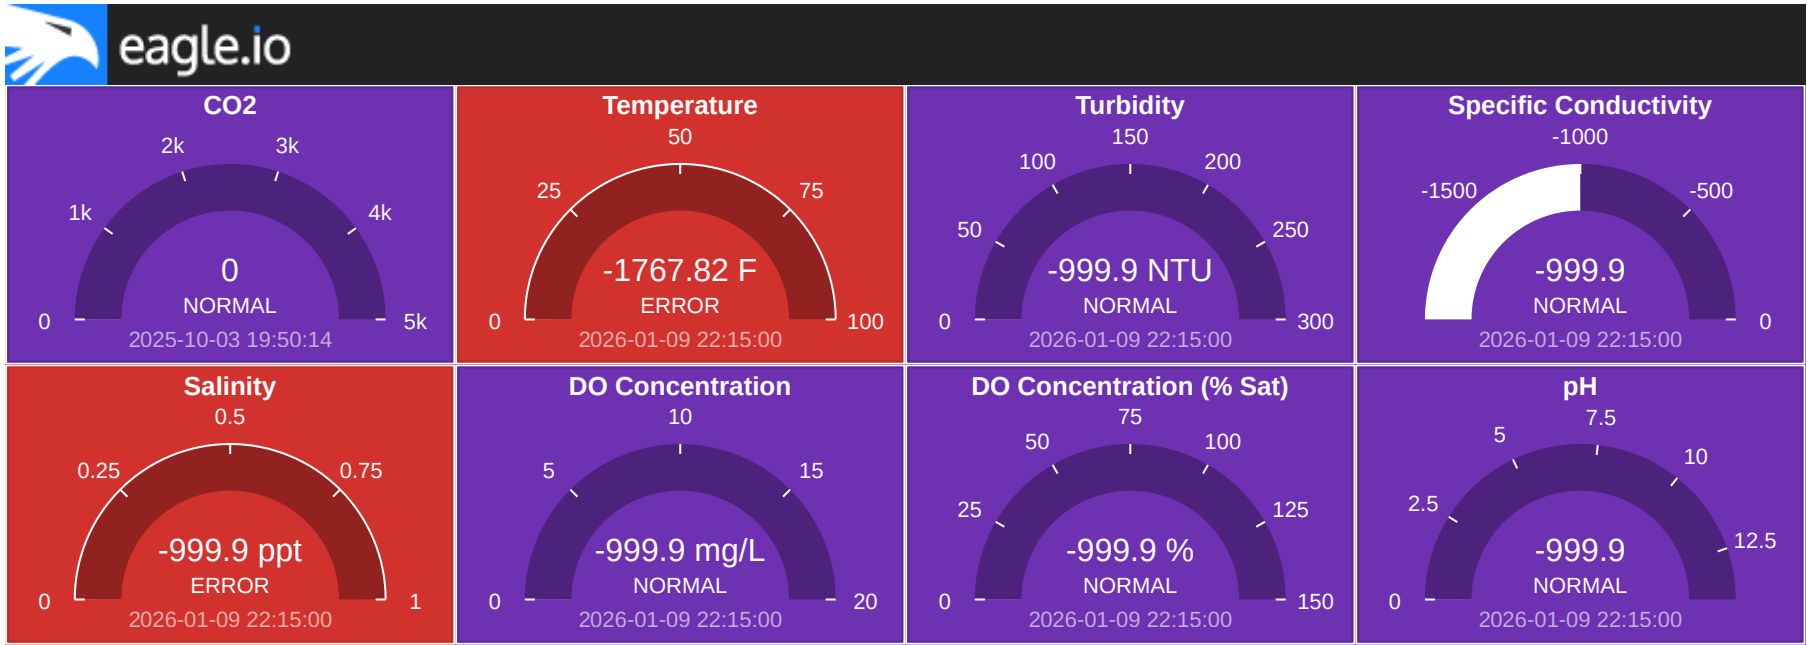 eagle.io
CO2
2k
3k
1k
4k
0
NORMAL
0
5k
2025-10-03 19:50:14
Temperature
50
25
75
-1767.82 F
ERROR
0
100
2026-01-09 22:15:00
Turbidity
150
100
200
50
250
-999.9 NTU
NORMAL
0
300
2026-01-09 22:15:00
Specific Conductivity
-1000
-1500
-500
-999.9
NORMAL
0
2026-01-09 22:15:00
Salinity
0.5
0.25
0.75
-999.9 ppt
ERROR
0
1
2026-01-09 22:15:00
DO Concentration
10
5
15
-999.9 mg/L
NORMAL
0
20
2026-01-09 22:15:00
DO Concentration (% Sat)
75
50
100
25
125
-999.9 %
NORMAL
0
150
2026-01-09 22:15:00
pH
7.5
5
10
2.5
12.5
-999.9
NORMAL
0
2026-01-09 22:15:00